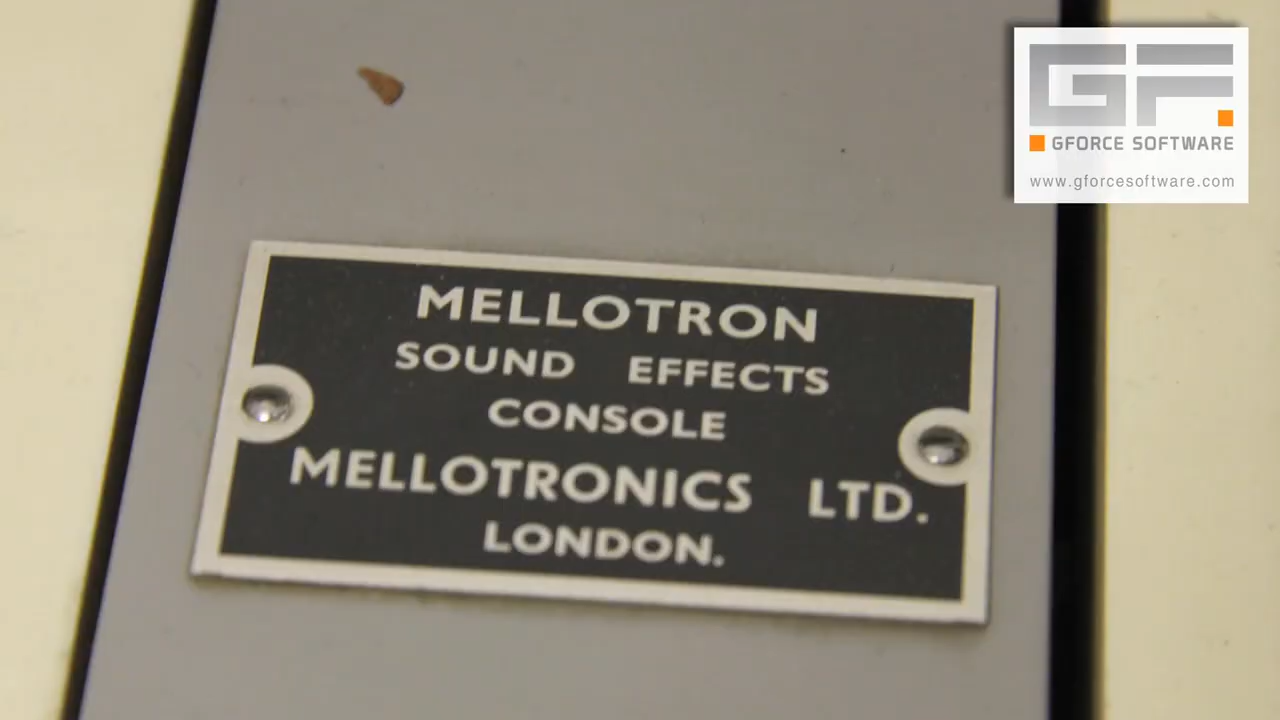 GF
GFORCE SOFTWARE
www.gforcesoftware.com
MELLOTRON
SOUND EFFECTS
CONSOLE
MELLOTRONICS LTD.
LONDON.